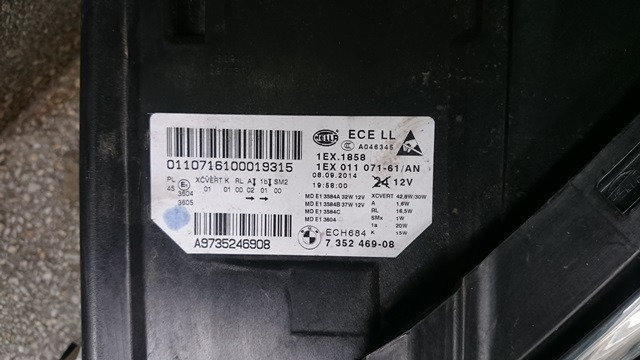 HELLA
ECE LL
A046345
0110716100019315
1EX.1858
1EX 011 071-61/AN
08.09.2014
19:58:00
24 12V
PL XCVERT K RL A 1b SM2
45 E1 3604 01 01 00 02 01 00
3605
MD E1 3584A 32W 12V
MD E1 3584B 37W 12V
MD E1 3584C
MD E1 3604
XCVERT 42,8W/30W
A 1,8W
RL 16,5W
SMx 1W
1a 20W
K 15W
A9735246908
ECH684
7 352 469-08